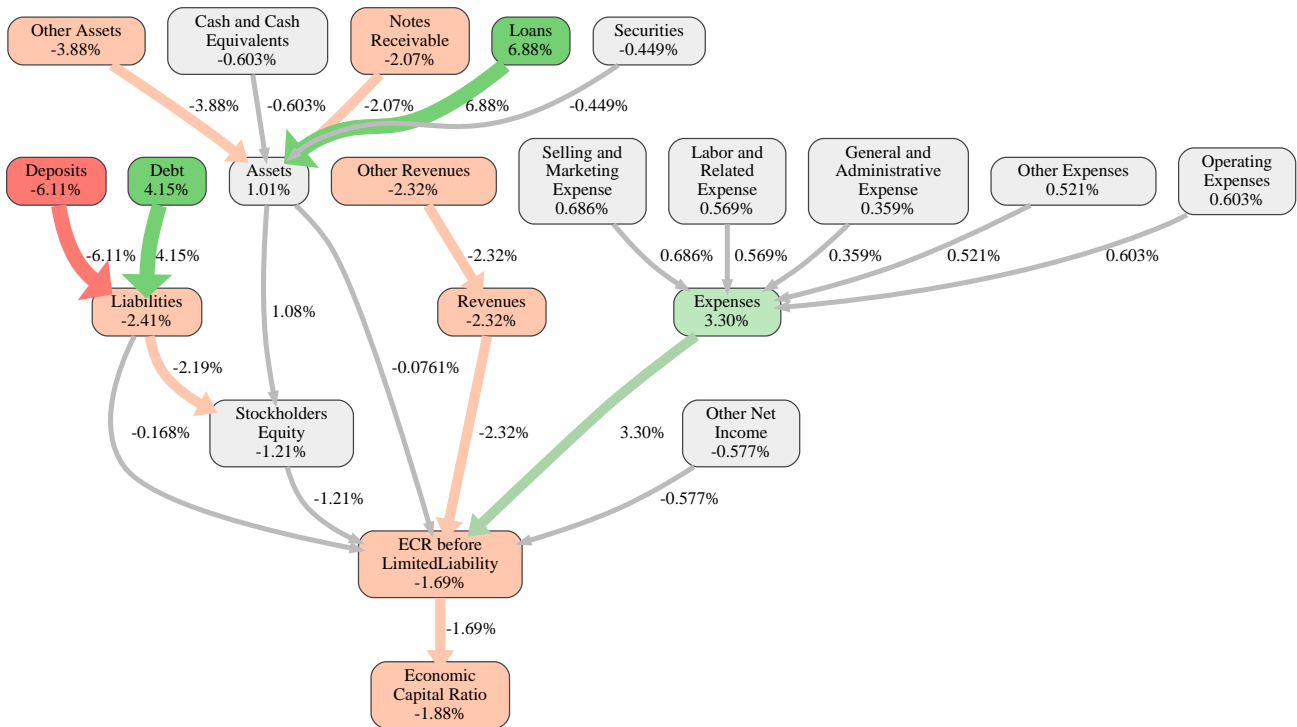 Other Assets
-3.88%
Cash and Cash
Equivalents
-0.603%
Notes
Receivable
-2.07%
Loans
6.88%
Securities
-0.449%
-3.88%
-0.603%
-2.07%
6.88%
-0.449%
Deposits
-6.11%
Debt
4.15%
Assets
1.01%
Other Revenues
-2.32%
Selling and
Marketing
Expense
0.686%
Labor and
Related
Expense
0.569%
General and
Administrative
Expense
0.359%
Other Expenses
0.521%
Operating
Expenses
0.603%
-6.11%
4.15%
-2.32%
0.686%
0.569%
0.359%
0.521%
0.603%
Liabilities
-2.41%
1.08%
Revenues
-2.32%
Expenses
3.30%
-2.19%
-0.0761%
-0.168%
Stockholders
Equity
-1.21%
-2.32%
3.30%
Other Net
Income
-0.577%
-1.21%
-0.577%
ECR before
LimitedLiability
-1.69%
-1.69%
Economic
Capital Ratio
-1.88%